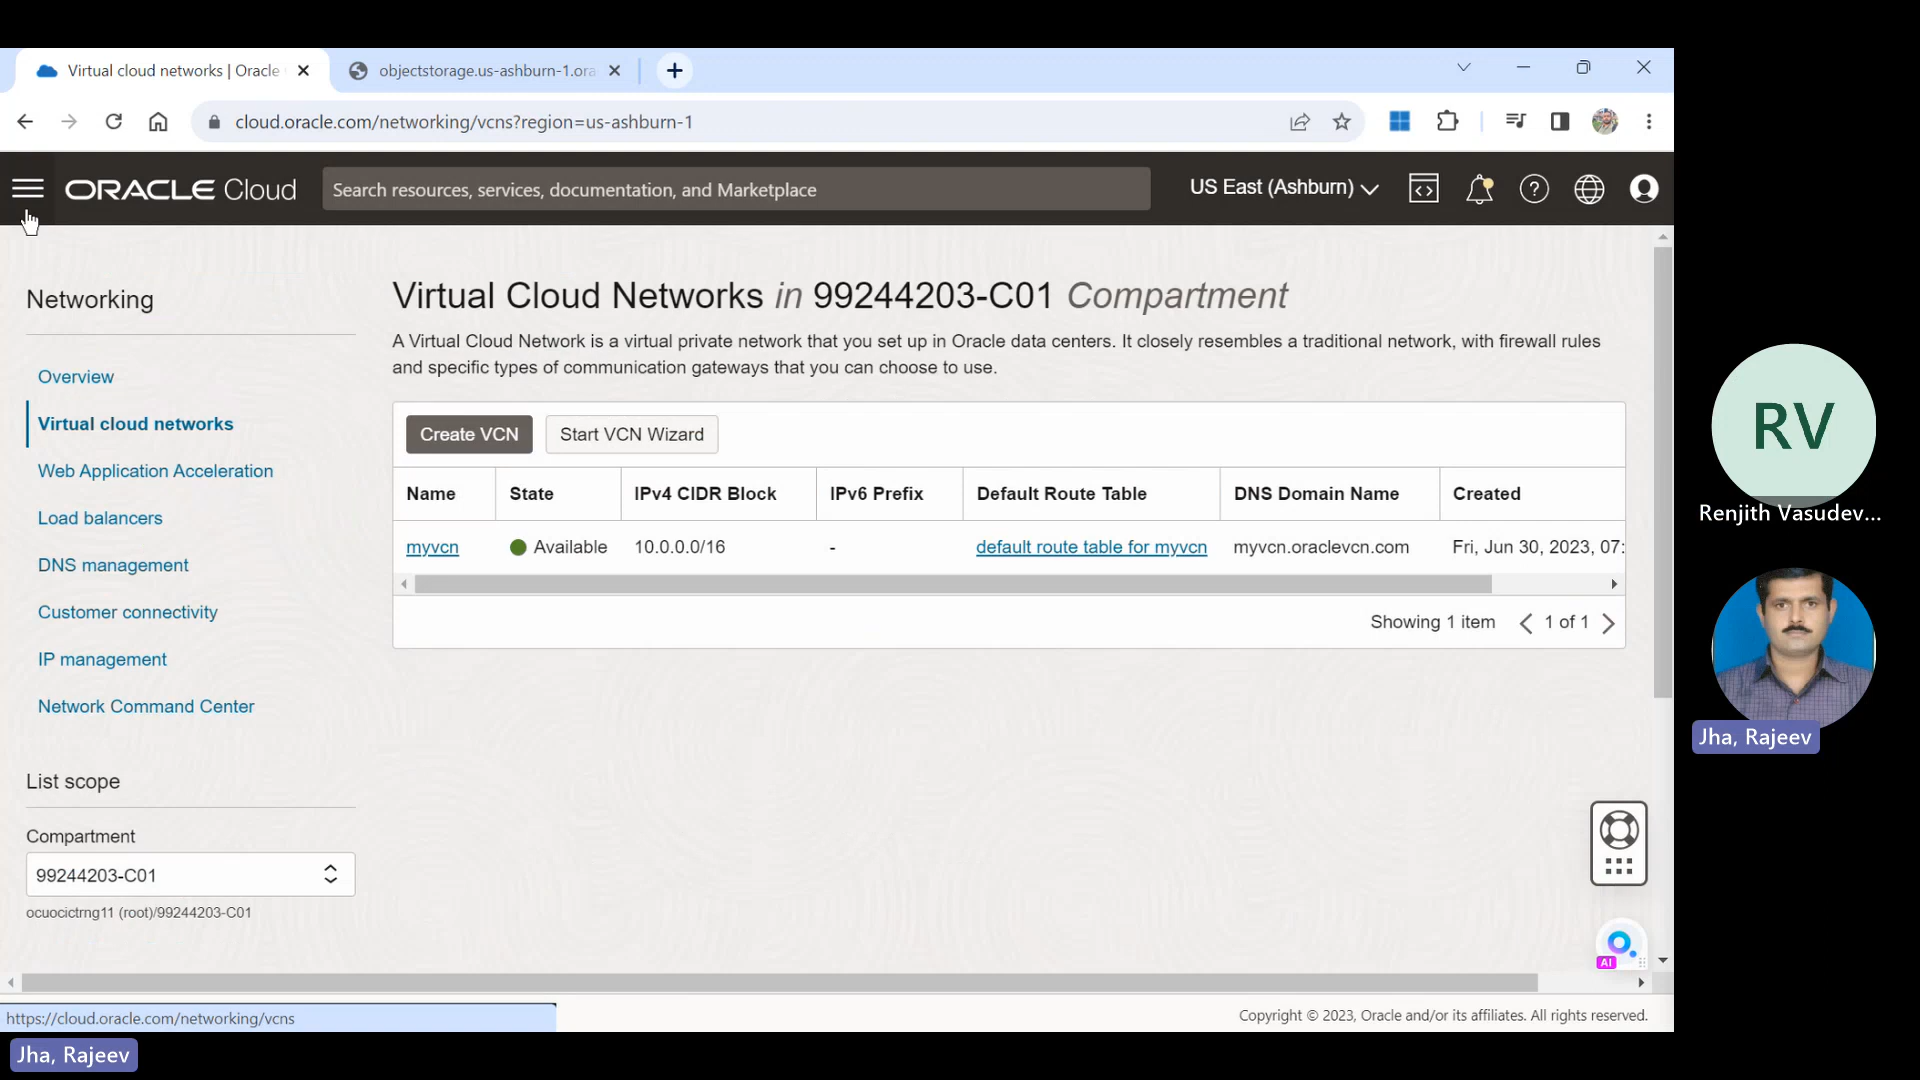 Virtual cloud networks | Oracle
objectstorage.us-ashburn-1.ora
cloud.oracle.com/networking/vcns?region=us-ashburn-1
ORACLE Cloud
Search resources, services, documentation, and Marketplace
US East (Ashburn)
Networking
Overview
Virtual cloud networks
Web Application Acceleration
Load balancers
DNS management
Customer connectivity
IP management
Network Command Center
List scope
Compartment
99244203-C01
ocuocictrng11 (root)/99244203-C01
Virtual Cloud Networks in 99244203-C01 Compartment
A Virtual Cloud Network is a virtual private network that you set up in Oracle data centers. It closely resembles a traditional network, with firewall rules
and specific types of communication gateways that you can choose to use.
Create VCN Start VCN Wizard
Name State IPv4 CIDR Block IPv6 Prefix Default Route Table DNS Domain Name Created
myvcn Available 10.0.0.0/16 - default route table for myvcn myvcn.oraclevcn.com Fri, Jun 30, 2023, 07:
Showing 1 item 1 of 1
AI
https://cloud.oracle.com/networking/vcns
Copyright © 2023, Oracle and/or its affiliates. All rights reserved.
Jha, Rajeev
RV
Renjith Vasudev...
Jha, Rajeev